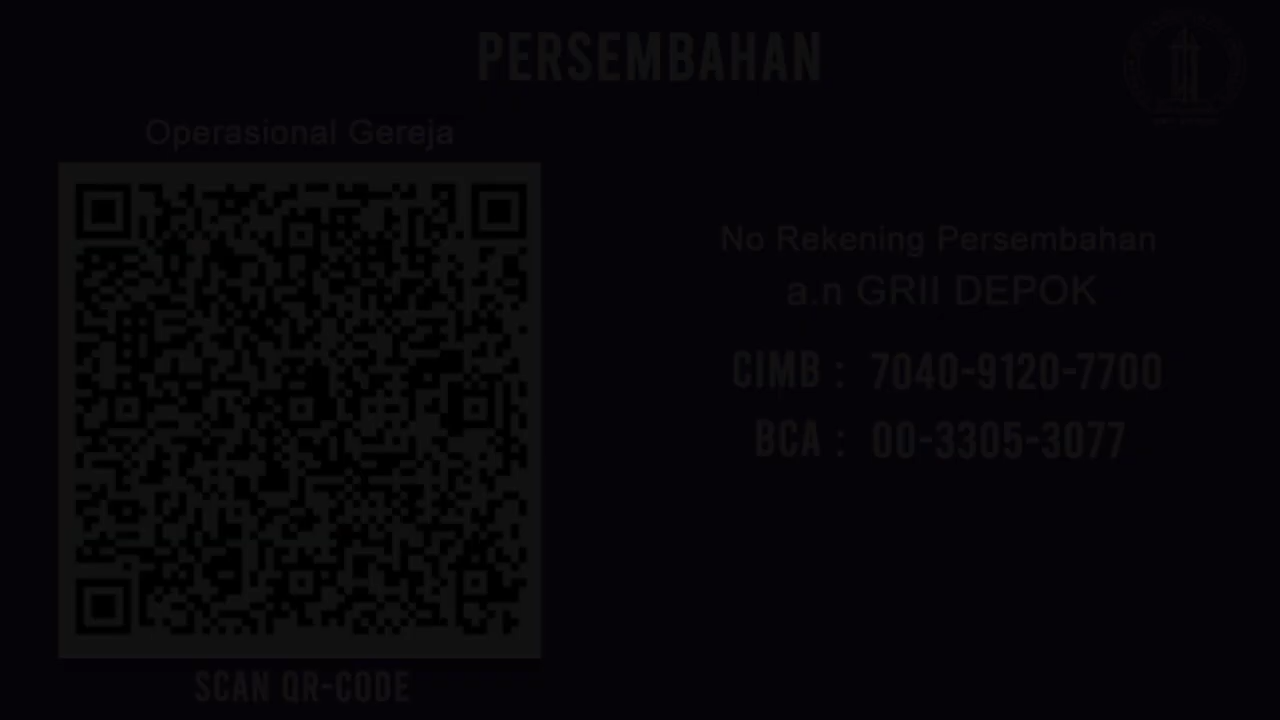 PERSEMBAHAN
Operasional Gereja
SCAN QR-CODE
No Rekening Persembahan
a.n GRII DEPOK
CIMB : 7040-9120-7700
BCA : 00-3305-3077